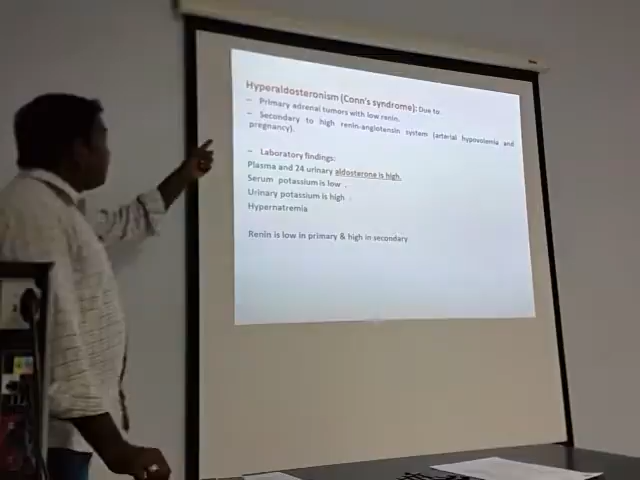 Hyperaldosteronism (Conn's syndrome): Due to:
- Primary adrenal tumors with low renin.
- Secondary to high renin-angiotensin system (arterial hypovolemia and
pregnancy).
- Laboratory findings:
Plasma and 24 urinary aldosterone is high.
Serum potassium is low .
Urinary potassium is high .
Hypernatremia
Renin is low in primary & high in secondary